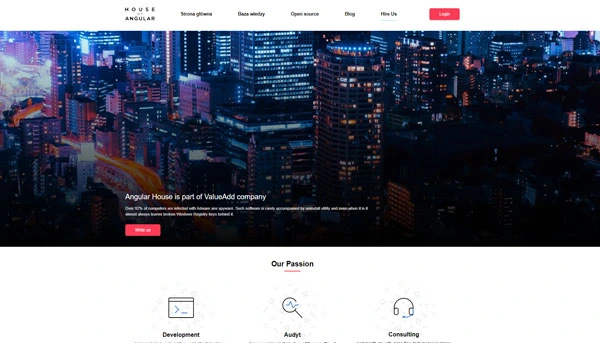 HOUSE
ANGULAR
Strona główna
Baza wiedzy
Open source
Blog
Hire Us
Login
Angular House is part of ValueAdd company
Over 92% of computers are infected with Adware and spyware. Such software is rarely accompanied by uninstall utility and even when it is it
almost always leaves broken Windows Registry keys behind it.
Write us
Our Passion
Development
Audyt
Consulting